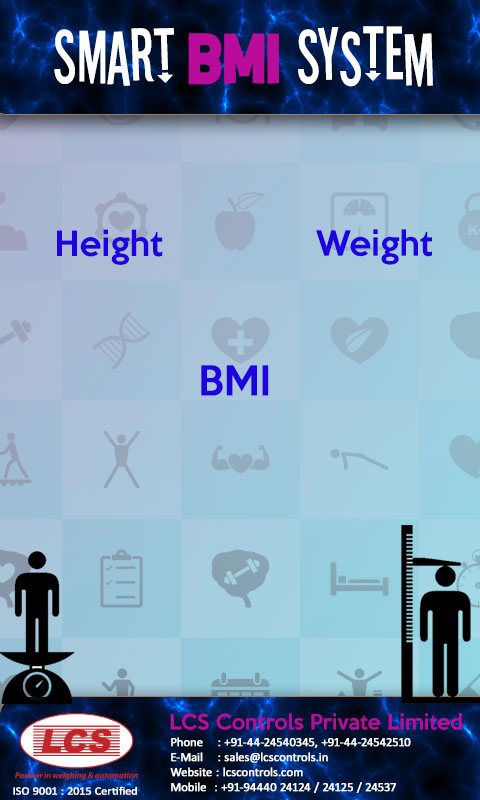 SMART BMI SYSTEM
Height
Weight
BMI
LCS Controls Private Limited
Phone : +91-44-24540345, +91-44-24542510
E-Mail : sales@lcscontrols.in
Website : lcscontrols.com
Mobile : +91-94440 24124 / 24125 / 24537
LCS
Partner in weighing & automation
ISO 9001 : 2015 Certified